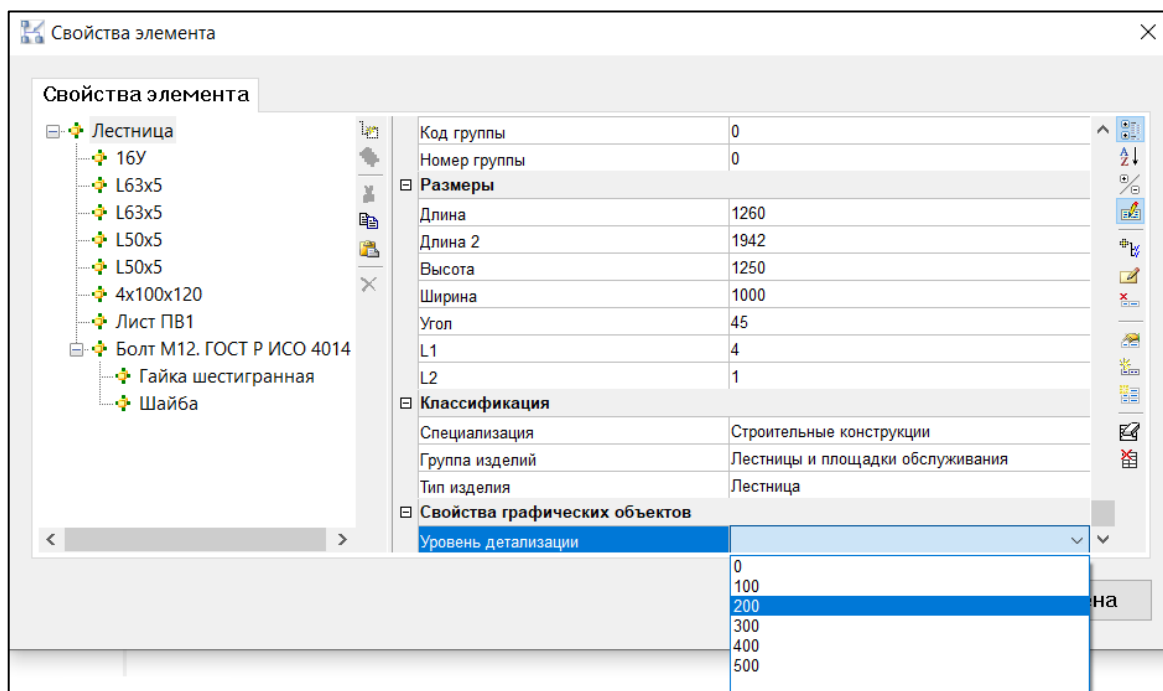 Свойства элемента
Свойства элемента
Лестница
16У
L63x5
L63x5
L50x5
L50x5
4x100x120
Лист ПВ1
Болт М12. ГОСТ Р ИСО 4014
Гайка шестигранная
Шайба
Код группы 0
Номер группы 0
Размеры
Длина 1260
Длина 2 1942
Высота 1250
Ширина 1000
Угол 45
L1 4
L2 1
Классификация
Специализация Строительные конструкции
Группа изделий Лестницы и площадки обслуживания
Тип изделия Лестница
Свойства графических объектов
Уровень детализации
0
100
200
300
400
500
на